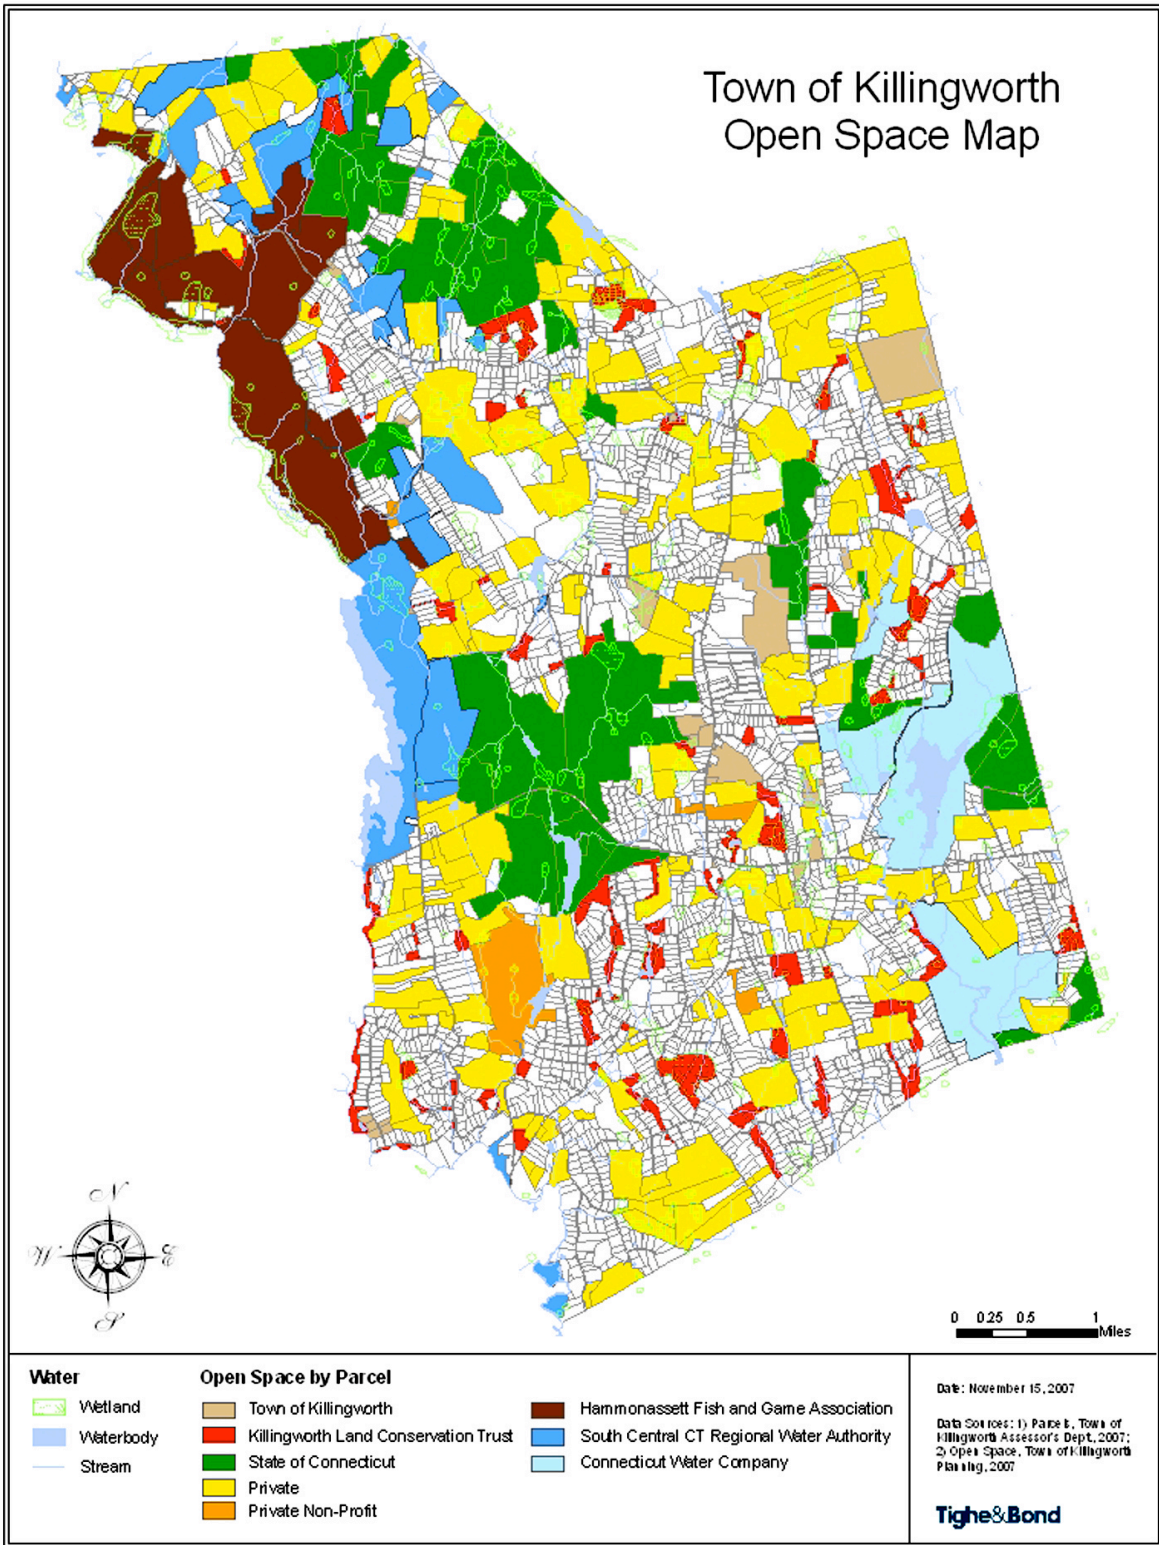 Town of Killingworth
Open Space Map
N
W E
S
0 0.25 0.5 1
Miles
Water
Wetland
Waterbody
Stream
Open Space by Parcel
Town of Killingworth
Killingworth Land Conservation Trust
State of Connecticut
Private
Private Non-Profit
Hammonassett Fish and Game Association
South Central CT Regional Water Authority
Connecticut Water Company
Date: November 15, 2007
Data Sources: 1) Parcels, Town of
Killingworth Assessor's Dept., 2007;
2) Open Space, Town of Killingworth
Planning, 2007
Tighe&Bond